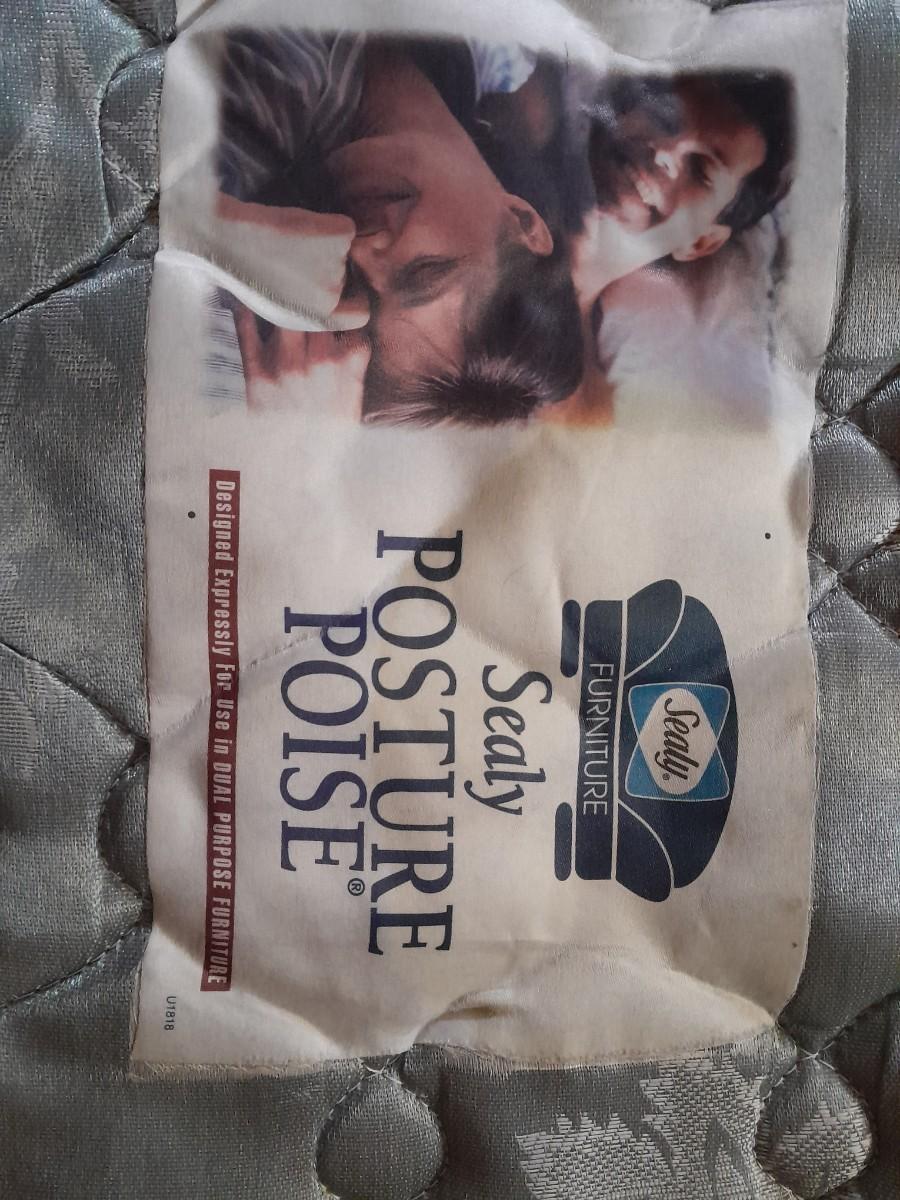 Sealy®
FURNITURE
Sealy
POSTURE
POISE®
Designed Expressly For Use in DUAL PURPOSE FURNITURE
U1818